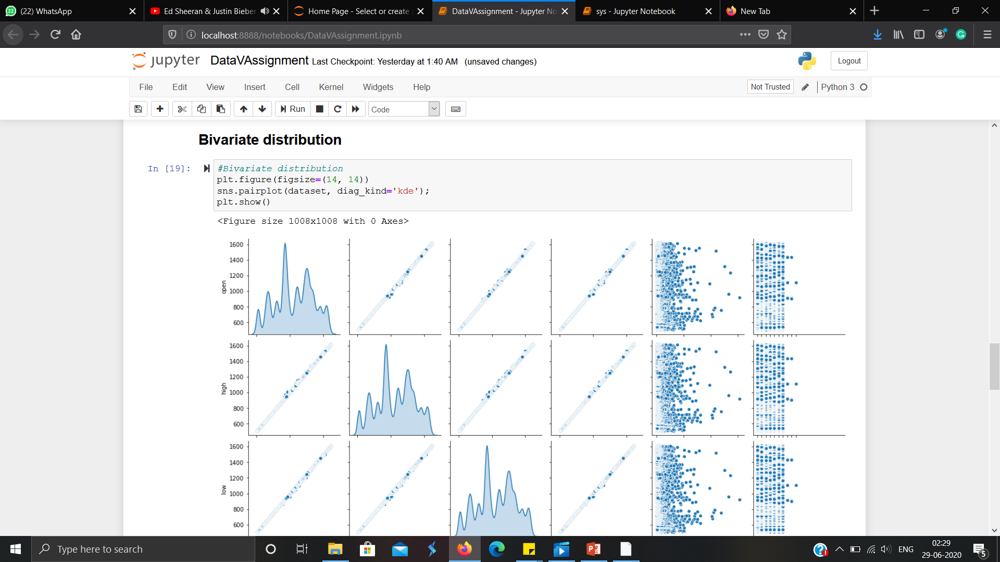 (22) WhatsApp
Ed Sheeran & Justin Bieber
Home Page - Select or create a
DataVAssignment - Jupyter No
sys - Jupyter Notebook
New Tab
localhost:8888/notebooks/DataVAssignment.ipynb
jupyter DataVAssignment Last Checkpoint: Yesterday at 1:40 AM (unsaved changes)
Logout
File Edit View Insert Cell Kernel Widgets Help
Not Trusted
Python 3
Run
Code
Bivariate distribution
In [19]:
#Bivariate distribution
plt.figure(figsize=(14, 14))
sns.pairplot(dataset, diag_kind='kde');
plt.show()
<Figure size 1008x1008 with 0 Axes>
1600
1400
1200
1000
800
600
open
1600
1400
1200
1000
800
600
high
1600
1400
1200
1000
800
600
low
Type here to search
ENG
02:29
29-06-2020
5